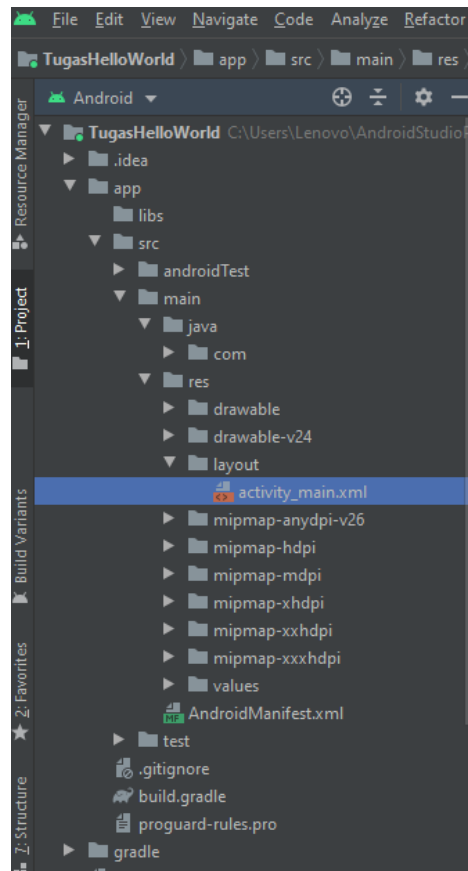 File Edit View Navigate Code Analyze Refactor
TugasHelloWorld app src main res
Android
TugasHelloWorld C:\Users\Lenovo\AndroidStudioP
.idea
app
libs
src
androidTest
main
java
com
res
drawable
drawable-v24
layout
activity_main.xml
mipmap-anydpi-v26
mipmap-hdpi
mipmap-mdpi
mipmap-xhdpi
mipmap-xxhdpi
mipmap-xxxhdpi
values
MF AndroidManifest.xml
test
.gitignore
build.gradle
proguard-rules.pro
gradle
Resource Manager
1: Project
Build Variants
2: Favorites
7: Structure